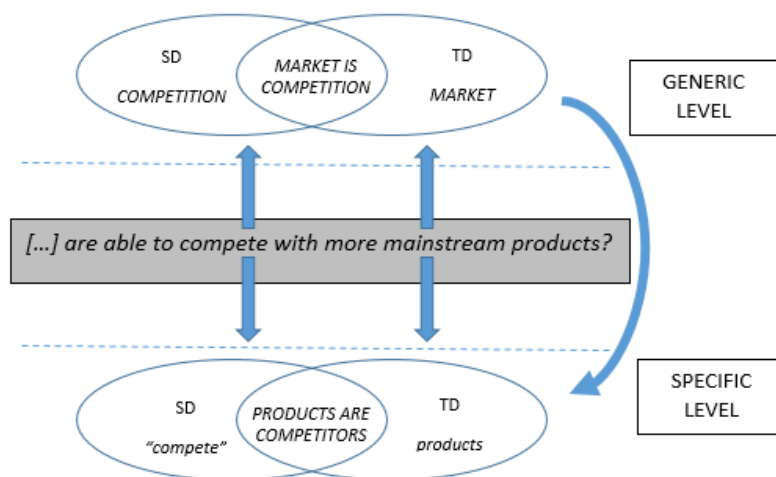 SD
COMPETITION
MARKET IS
COMPETITION
TD
MARKET
GENERIC
LEVEL
[…] are able to compete with more mainstream products?
SD
"compete"
PRODUCTS ARE
COMPETITORS
TD
products
SPECIFIC
LEVEL